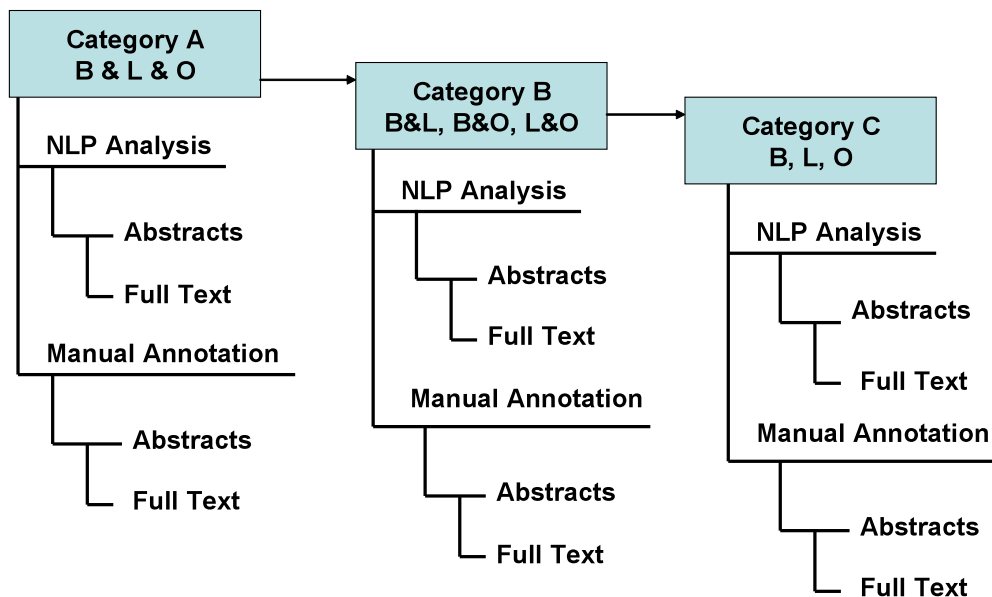 Category A
B & L & O
NLP Analysis
Abstracts
Full Text
Manual Annotation
Abstracts
Full Text
Category B
B&L, B&O, L&O
NLP Analysis
Abstracts
Full Text
Manual Annotation
Abstracts
Full Text
Category C
B, L, O
NLP Analysis
Abstracts
Full Text
Manual Annotation
Abstracts
Full Text